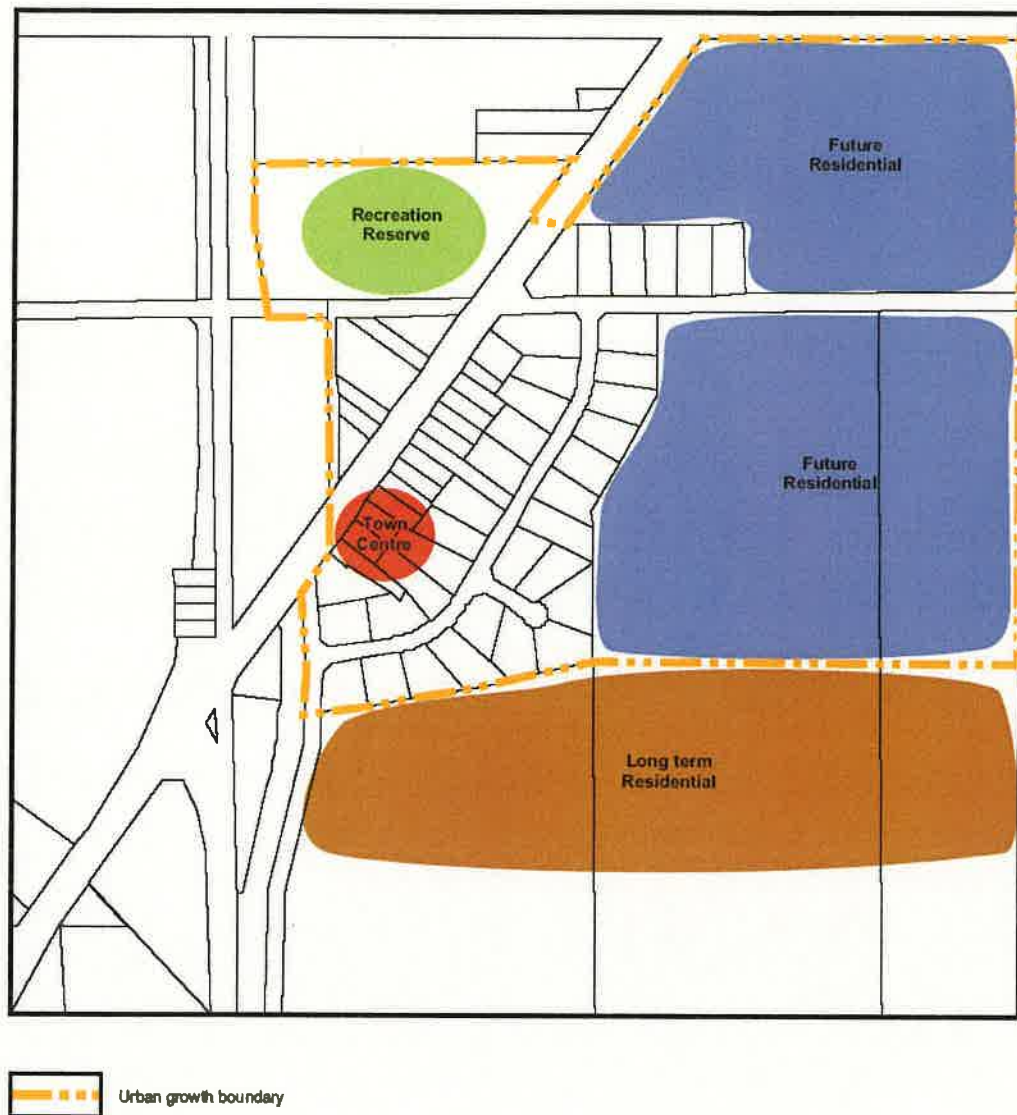 Future
Residential
Recreation
Reserve
Future
Residential
Town
Centre
Long term
Residential
Urban growth boundary